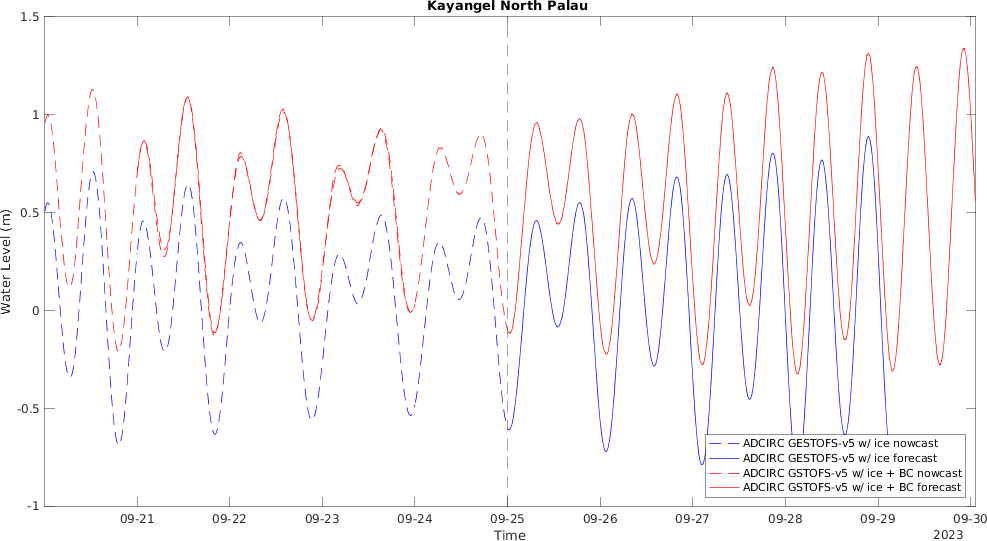 Kayangel North Palau
1.5
1
0.5
0
-0.5
-1
Water Level (m)
09-21
09-22
09-23
09-24
09-25
09-26
09-27
09-28
09-29
09-30
Time
2023
ADCIRC GESTOFS-v5 w/ ice nowcast
ADCIRC GESTOFS-v5 w/ ice forecast
ADCIRC GSTOFS-v5 w/ ice + BC nowcast
ADCIRC GSTOFS-v5 w/ ice + BC forecast